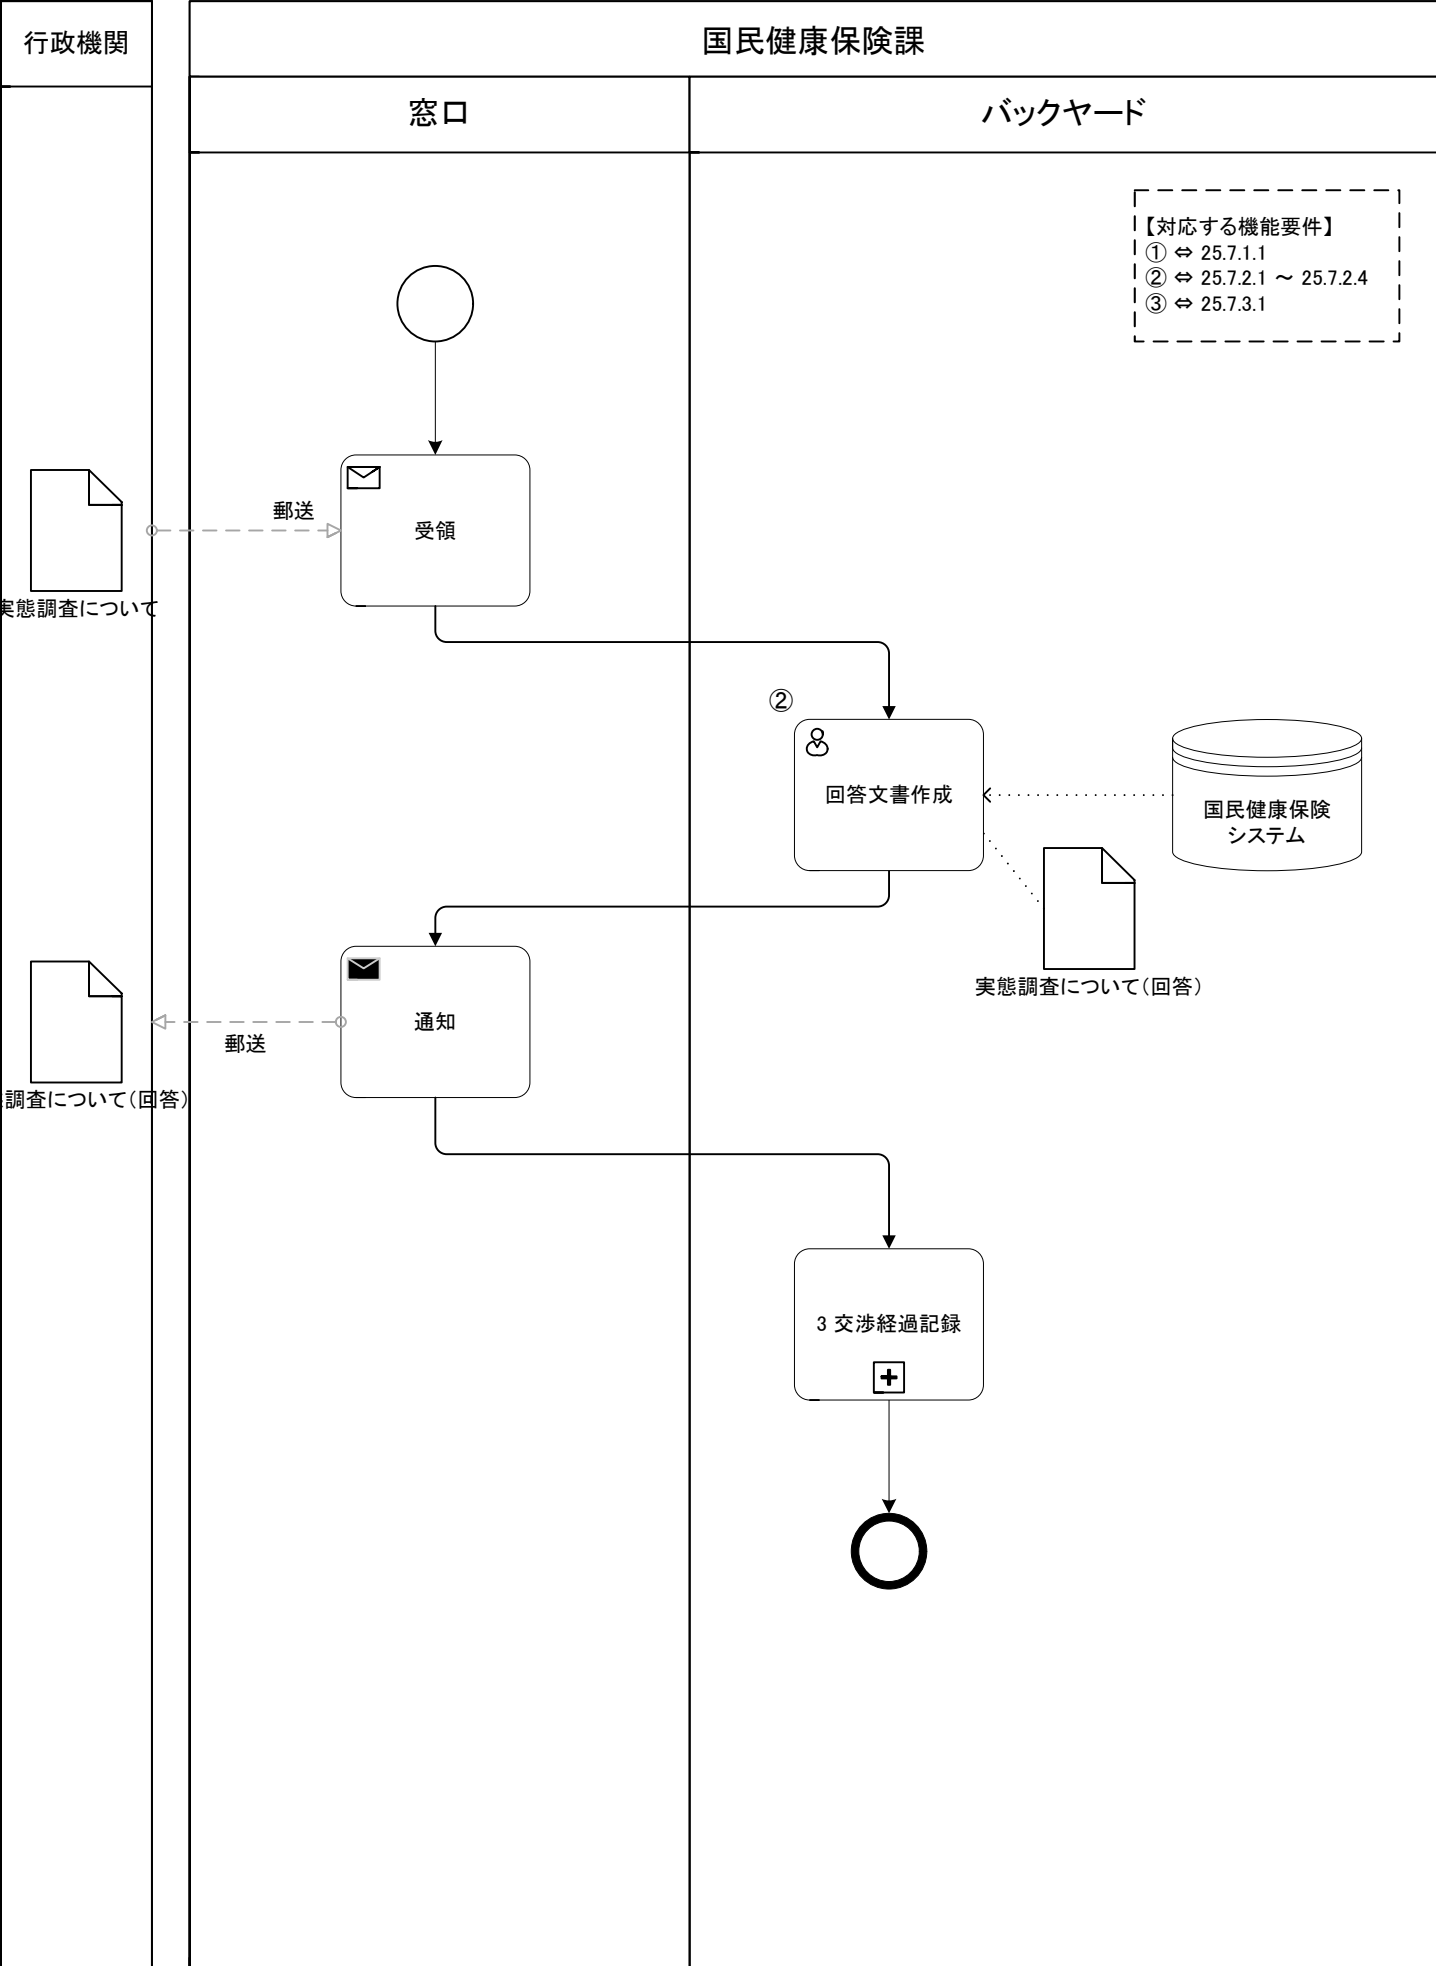 行政機関
国民健康保険課
窓口
バックヤード
【対応する機能要件】
① ⇔ 25.7.1.1
② ⇔ 25.7.2.1 ～ 25.7.2.4
③ ⇔ 25.7.3.1
郵送
受領
実態調査について
②
回答文書作成
国民健康保険
システム
実態調査について（回答）
通知
郵送
調査について（回答）
3 交渉経過記録